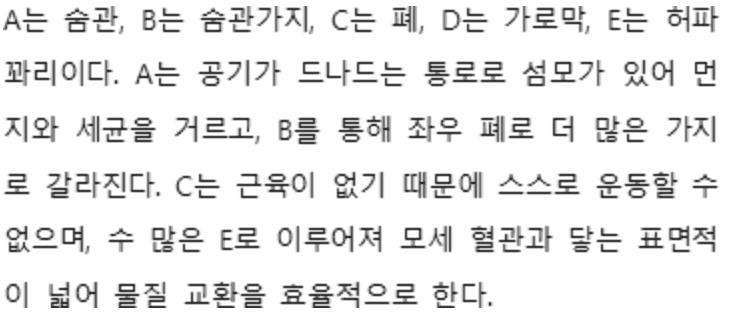 A는 숨관, B는 숨관가지, C는 폐, D는 가로막, E는 허파
꽈리이다. A는 공기가 드나드는 통로로 섬모가 있어 먼
지와 세균을 거르고, B를 통해 좌우 폐로 더 많은 가지
로 갈라진다. C는 근육이 없기 때문에 스스로 운동할 수
없으며, 수 많은 E로 이루어져 모세 혈관과 닿는 표면적
이 넓어 물질 교환을 효율적으로 한다.